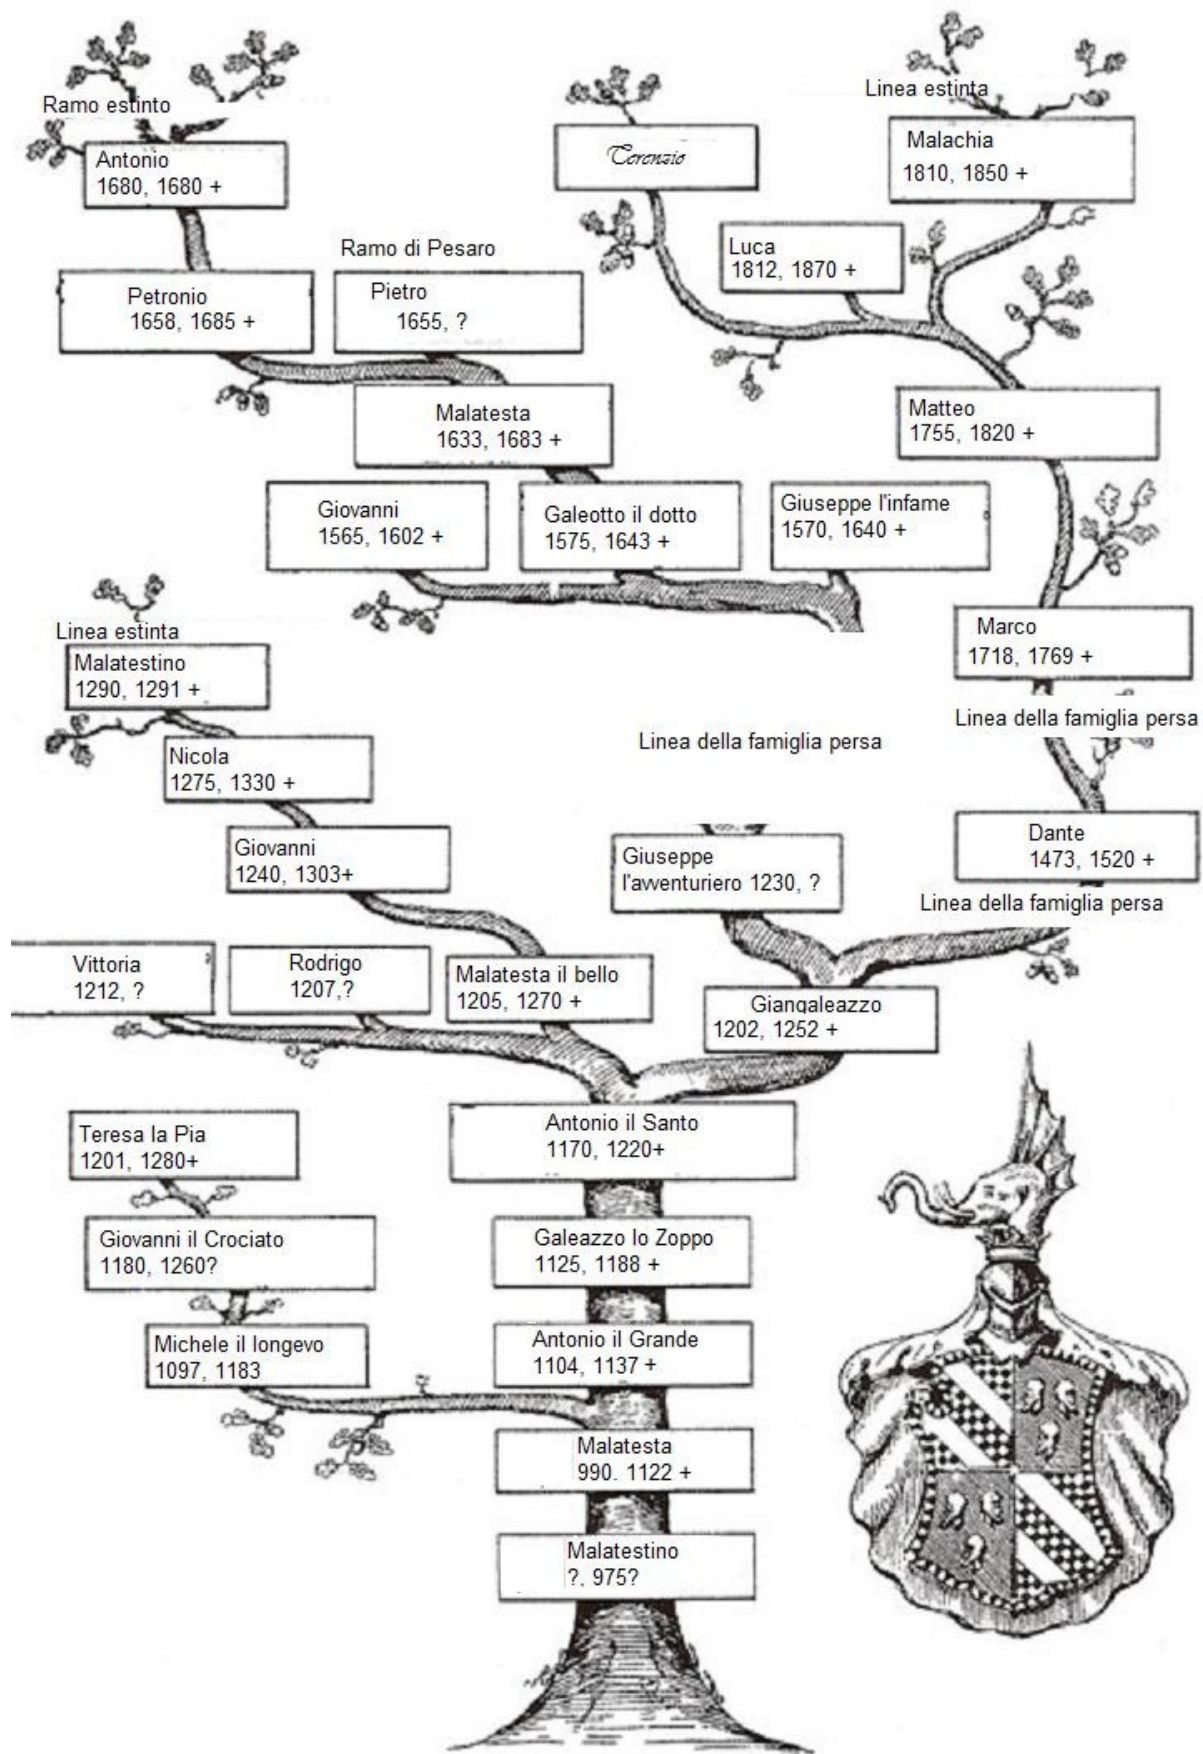 Ramo estinto
Antonio
1680, 1680 +
Terenzio
Linea estinta
Malachia
1810, 1850 +
Luca
1812, 1870 +
Petronio
1658, 1685 +
Ramo di Pesaro
Pietro
1655, ?
Malatesta
1633, 1683 +
Matteo
1755, 1820 +
Giovanni
1565, 1602 +
Galeotto il dotto
1575, 1643 +
Giuseppe l'infame
1570, 1640 +
Marco
1718, 1769 +
Linea estinta
Malatestino
1290, 1291 +
Linea della famiglia persa
Linea della famiglia persa
Nicola
1275, 1330 +
Giovanni
1240, 1303+
Giuseppe
l'avventuriero 1230, ?
Dante
1473, 1520 +
Linea della famiglia persa
Vittoria
1212, ?
Rodrigo
1207,?
Malatesta il bello
1205, 1270 +
Giangaleazzo
1202, 1252 +
Teresa la Pia
1201, 1280+
Antonio il Santo
1170, 1220+
Giovanni il Crociato
1180, 1260?
Galeazzo lo Zoppo
1125, 1188 +
Michele il longevo
1097, 1183
Antonio il Grande
1104, 1137 +
Malatesta
990. 1122 +
Malatestino
?, 975?